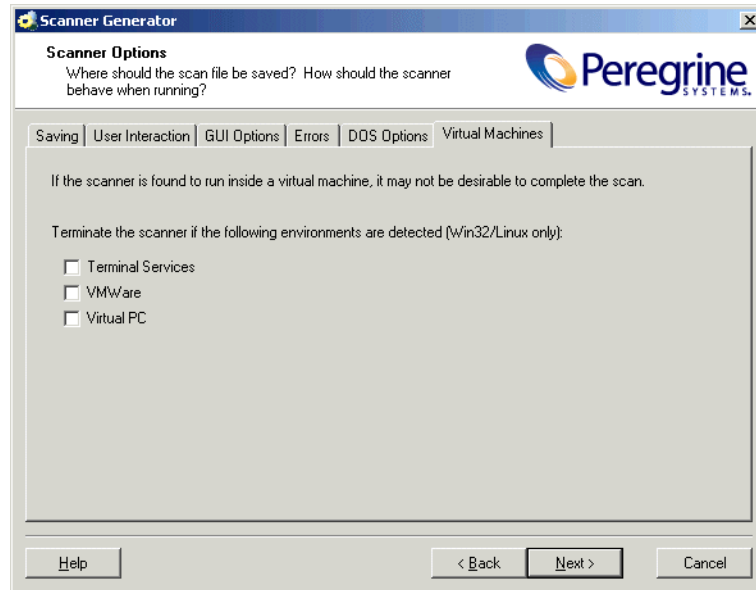 Scanner Generator
Scanner Options
Where should the scan file be saved? How should the scanner
behave when running?
Peregrine
SYSTEMS.
Saving
User Interaction
GUI Options
Errors
DOS Options
Virtual Machines
If the scanner is found to run inside a virtual machine, it may not be desirable to complete the scan.
Terminate the scanner if the following environments are detected (Win32/Linux only):
Terminal Services
VMWare
Virtual PC
Help
< Back
Next >
Cancel